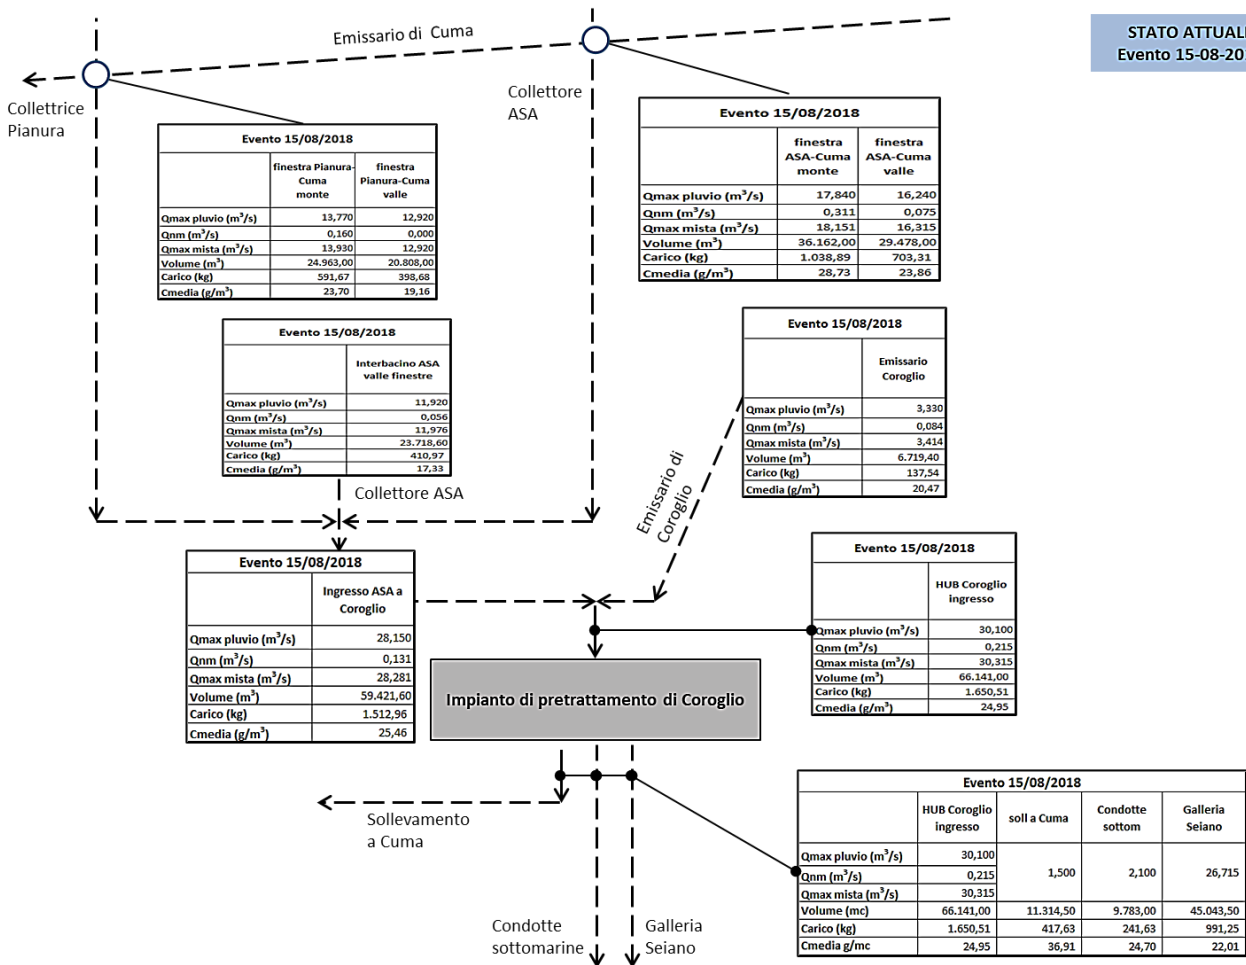 Emissario di Cuma
STATO ATTUAL
Evento 15-08-20
Collettrice
Pianura
Collettore
ASA
Evento 15/08/2018
finestra Pianura-Cuma monte | finestra Pianura-Cuma valle
Qmax pluvio (m³/s) 13,770 12,920
Qnm (m³/s) 0,160 0,000
Qmax mista (m³/s) 13,930 12,920
Volume (m³) 24.963,00 20.808,00
Carico (kg) 591,67 398,68
Cmedia (g/m³) 23,70 19,16
Evento 15/08/2018
finestra ASA-Cuma monte | finestra ASA-Cuma valle
Qmax pluvio (m³/s) 17,840 16,240
Qnm (m³/s) 0,311 0,075
Qmax mista (m³/s) 18,151 16,315
Volume (m³) 36.162,00 29.478,00
Carico (kg) 1.038,89 703,31
Cmedia (g/m³) 28,73 23,86
Evento 15/08/2018
Interbacino ASA
valle finestre
Qmax pluvio (m³/s) 11,920
Qnm (m³/s) 0,056
Qmax mista (m³/s) 11,976
Volume (m³) 23.718,60
Carico (kg) 410,97
Cmedia (g/m³) 17,33
Evento 15/08/2018
Emissario
Coroglio
Qmax pluvio (m³/s) 3,330
Qnm (m³/s) 0,084
Qmax mista (m³/s) 3,414
Volume (m³) 6.719,40
Carico (kg) 137,54
Cmedia (g/m³) 20,47
Collettore ASA
Emissario di
Coroglio
Evento 15/08/2018
Ingresso ASA a
Coroglio
Qmax pluvio (m³/s) 28,150
Qnm (m³/s) 0,131
Qmax mista (m³/s) 28,281
Volume (m³) 59.421,60
Carico (kg) 1.512,96
Cmedia (g/m³) 25,46
Evento 15/08/2018
HUB Coroglio
ingresso
Qmax pluvio (m³/s) 30,100
Qnm (m³/s) 0,215
Qmax mista (m³/s) 30,315
Volume (m³) 66.141,00
Carico (kg) 1.650,51
Cmedia (g/m³) 24,95
Impianto di pretrattamento di Coroglio
Sollevamento
a Cuma
Condotte
sottomarine
Galleria
Seiano
Evento 15/08/2018
HUB Coroglio ingresso | soll a Cuma | Condotte sottom | Galleria Seiano
Qmax pluvio (m³/s) 30,100
Qnm (m³/s) 0,215 1,500 2,100 26,715
Qmax mista (m³/s) 30,315
Volume (mc) 66.141,00 11.314,50 9.783,00 45.043,50
Carico (kg) 1.650,51 417,63 241,63 991,25
Cmedia g/mc 24,95 36,91 24,70 22,01